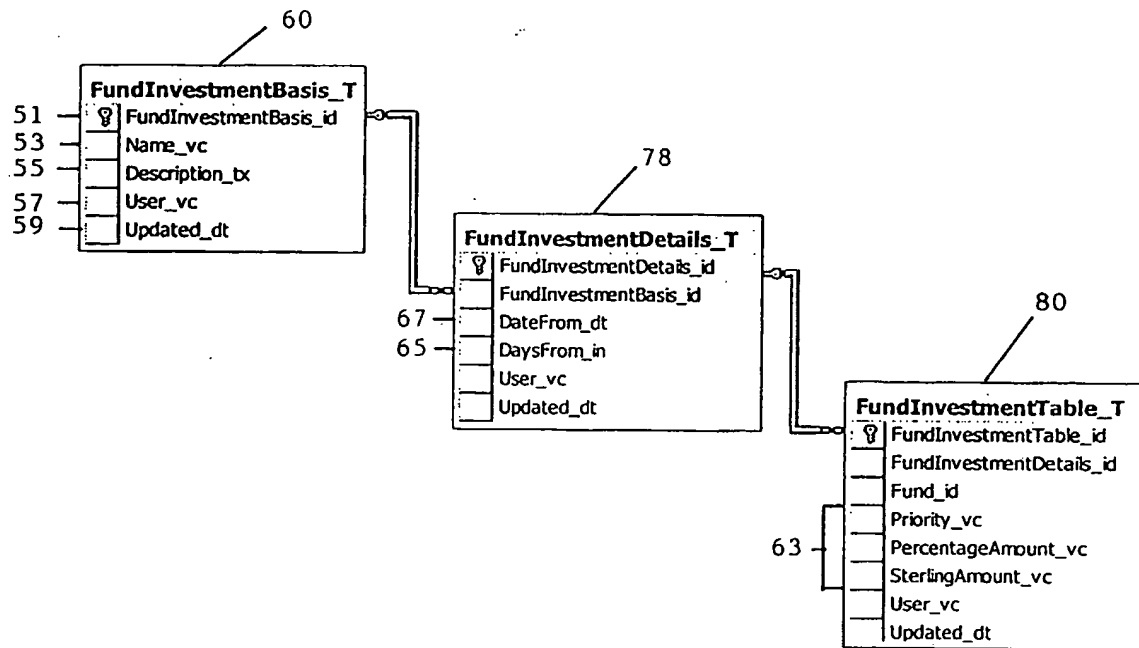 60
FundInvestmentBasis_T
51 FundInvestmentBasis_id
53 Name_vc
55 Description_tx
57 User_vc
59 Updated_dt
78
FundInvestmentDetails_T
FundInvestmentDetails_id
FundInvestmentBasis_id
67 DateFrom_dt
65 DaysFrom_in
User_vc
Updated_dt
80
FundInvestmentTable_T
FundInvestmentTable_id
FundInvestmentDetails_id
Fund_id
Priority_vc
63 PercentageAmount_vc
SterlingAmount_vc
User_vc
Updated_dt